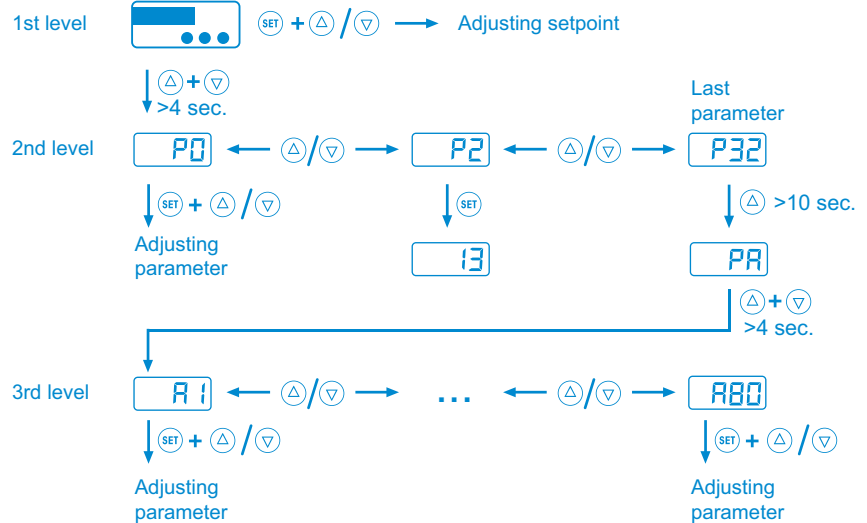 1st level SET + / Adjusting setpoint
+
>4 sec.
Last
parameter
2nd level P0 / P2 / P32
SET + / SET >10 sec.
Adjusting
parameter
13 PA
+
>4 sec.
3rd level A1 / ... / A80
SET + / SET + /
Adjusting Adjusting
parameter parameter